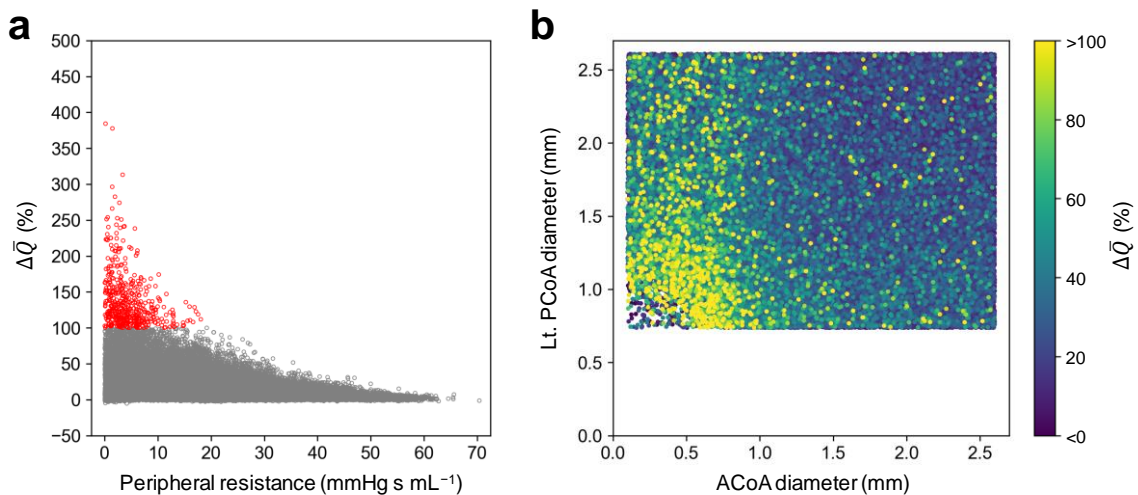 a
500
450
400
350
300
250
200
150
100
50
0
−50
ΔQ̄ (%)
0 10 20 30 40 50 60 70
Peripheral resistance (mmHg s mL⁻¹)
b
2.5
2.0
1.5
1.0
0.5
0.0
Lt. PCoA diameter (mm)
0.0 0.5 1.0 1.5 2.0 2.5
ACoA diameter (mm)
>100
80
60
40
20
<0
ΔQ̄ (%)